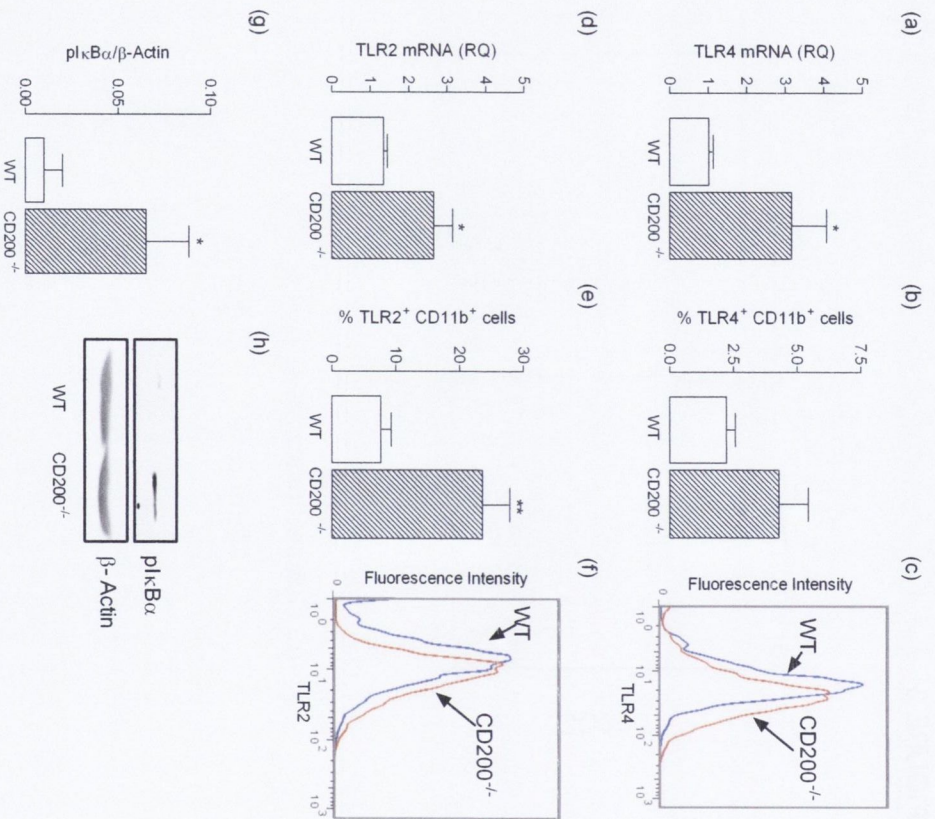 (a)
TLR4 mRNA (RQ)
5
4
3
2
1
0
*
WT
CD200-/-
(b)
% TLR4+ CD11b+ cells
7.5
5.0
2.5
0.0
WT
CD200-/-
(c)
Fluorescence Intensity
0
WT
CD200-/-
10 0
10 1
10 2
10 3
TLR4
(d)
TLR2 mRNA (RQ)
5
4
3
2
1
0
*
WT
CD200-/-
(e)
% TLR2+ CD11b+ cells
30
20
10
0
**
WT
CD200-/-
(f)
Fluorescence Intensity
0
WT
CD200-/-
10 0
10 1
10 2
10 3
TLR2
(g)
pIκBα/β-Actin
0.10
0.05
0.00
*
WT
CD200-/-
(h)
pIκBα
β-Actin
WT
CD200-/-